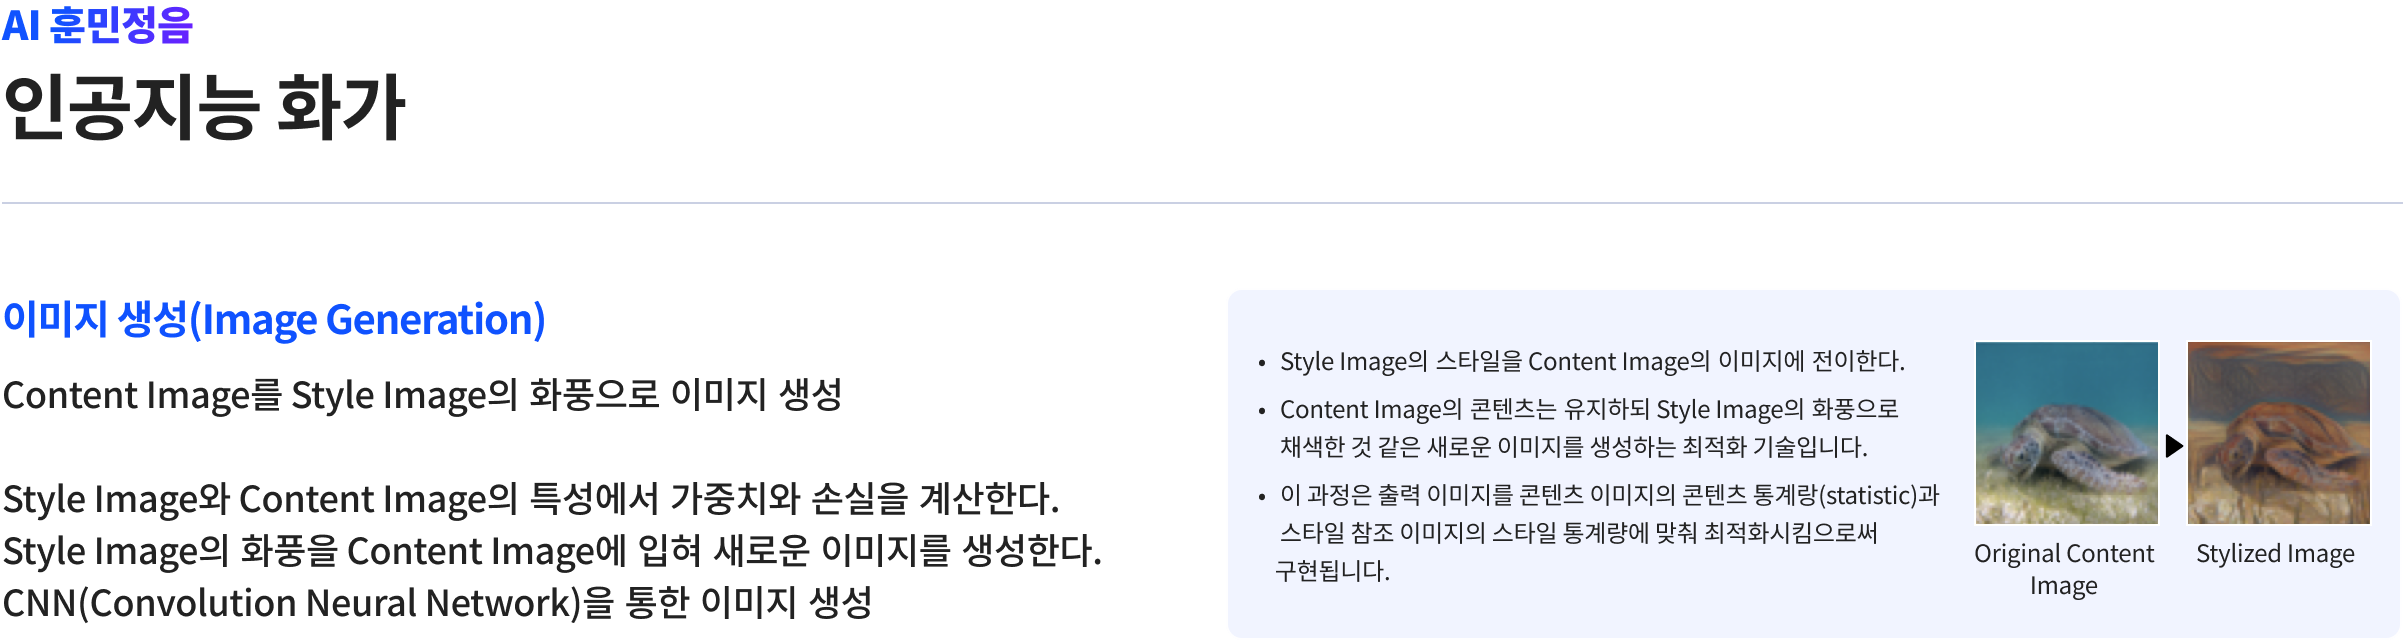 AI 훈민정음
인공지능 화가
이미지 생성(Image Generation)
Content Image를 Style Image의 화풍으로 이미지 생성
Style Image와 Content Image의 특성에서 가중치와 손실을 계산한다.
Style Image의 화풍을 Content Image에 입혀 새로운 이미지를 생성한다.
CNN(Convolution Neural Network)을 통한 이미지 생성
• Style Image의 스타일을 Content Image의 이미지에 전이한다.
• Content Image의 콘텐츠는 유지하되 Style Image의 화풍으로
채색한 것 같은 새로운 이미지를 생성하는 최적화 기술입니다.
• 이 과정은 출력 이미지를 콘텐츠 이미지의 콘텐츠 통계랑(statistic)과
스타일 참조 이미지의 스타일 통계량에 맞춰 최적화시킴으로써
구현됩니다.
Original Content
Image
Stylized Image